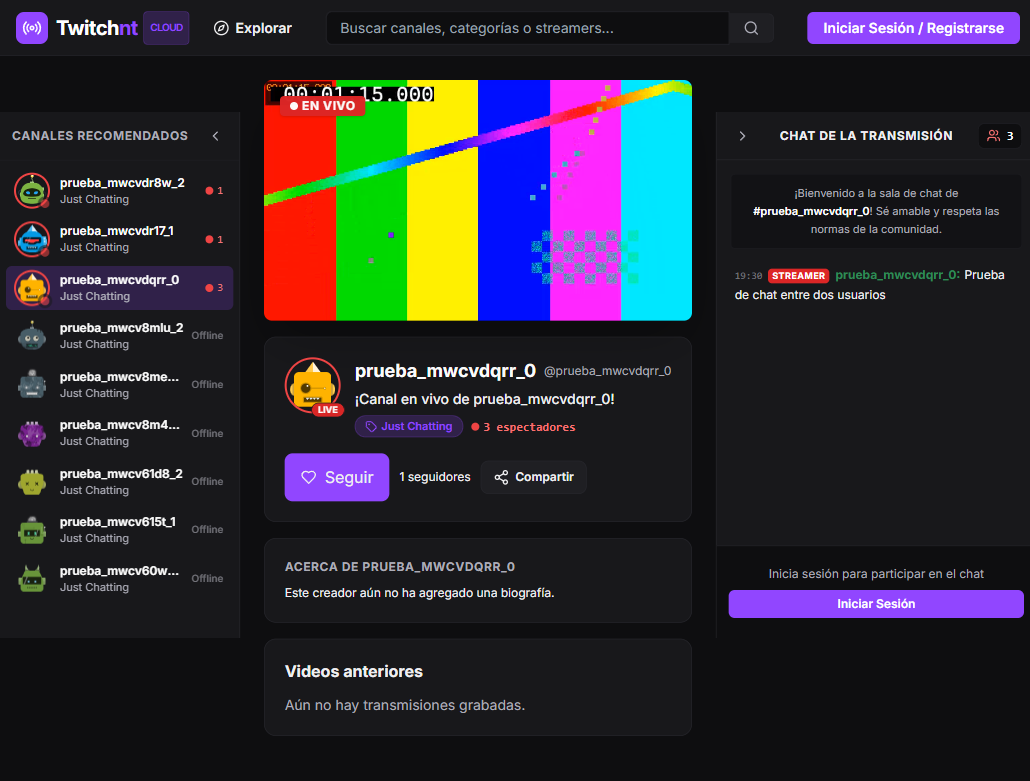 Twitchnt CLOUD
Explorar
Buscar canales, categorías o streamers...
Iniciar Sesión / Registrarse
CANALES RECOMENDADOS
prueba_mwcvdr8w_2
Just Chatting
1
prueba_mwcvdr17_1
Just Chatting
1
prueba_mwcvdqrr_0
Just Chatting
3
prueba_mwcv8mlu_2
Just Chatting
Offline
prueba_mwcv8me...
Just Chatting
Offline
prueba_mwcv8m4...
Just Chatting
Offline
prueba_mwcv61d8_2
Just Chatting
Offline
prueba_mwcv615t_1
Just Chatting
Offline
prueba_mwcv60w...
Just Chatting
Offline
00:01:15.000
EN VIVO
LIVE
prueba_mwcvdqrr_0 @prueba_mwcvdqrr_0
¡Canal en vivo de prueba_mwcvdqrr_0!
Just Chatting
3 espectadores
Seguir
1 seguidores
Compartir
ACERCA DE PRUEBA_MWCVDQRR_0
Este creador aún no ha agregado una biografía.
Videos anteriores
Aún no hay transmisiones grabadas.
CHAT DE LA TRANSMISIÓN
3
¡Bienvenido a la sala de chat de
#prueba_mwcvdqrr_0! Sé amable y respeta las
normas de la comunidad.
19:30 STREAMER prueba_mwcvdqrr_0: Prueba
de chat entre dos usuarios
Inicia sesión para participar en el chat
Iniciar Sesión